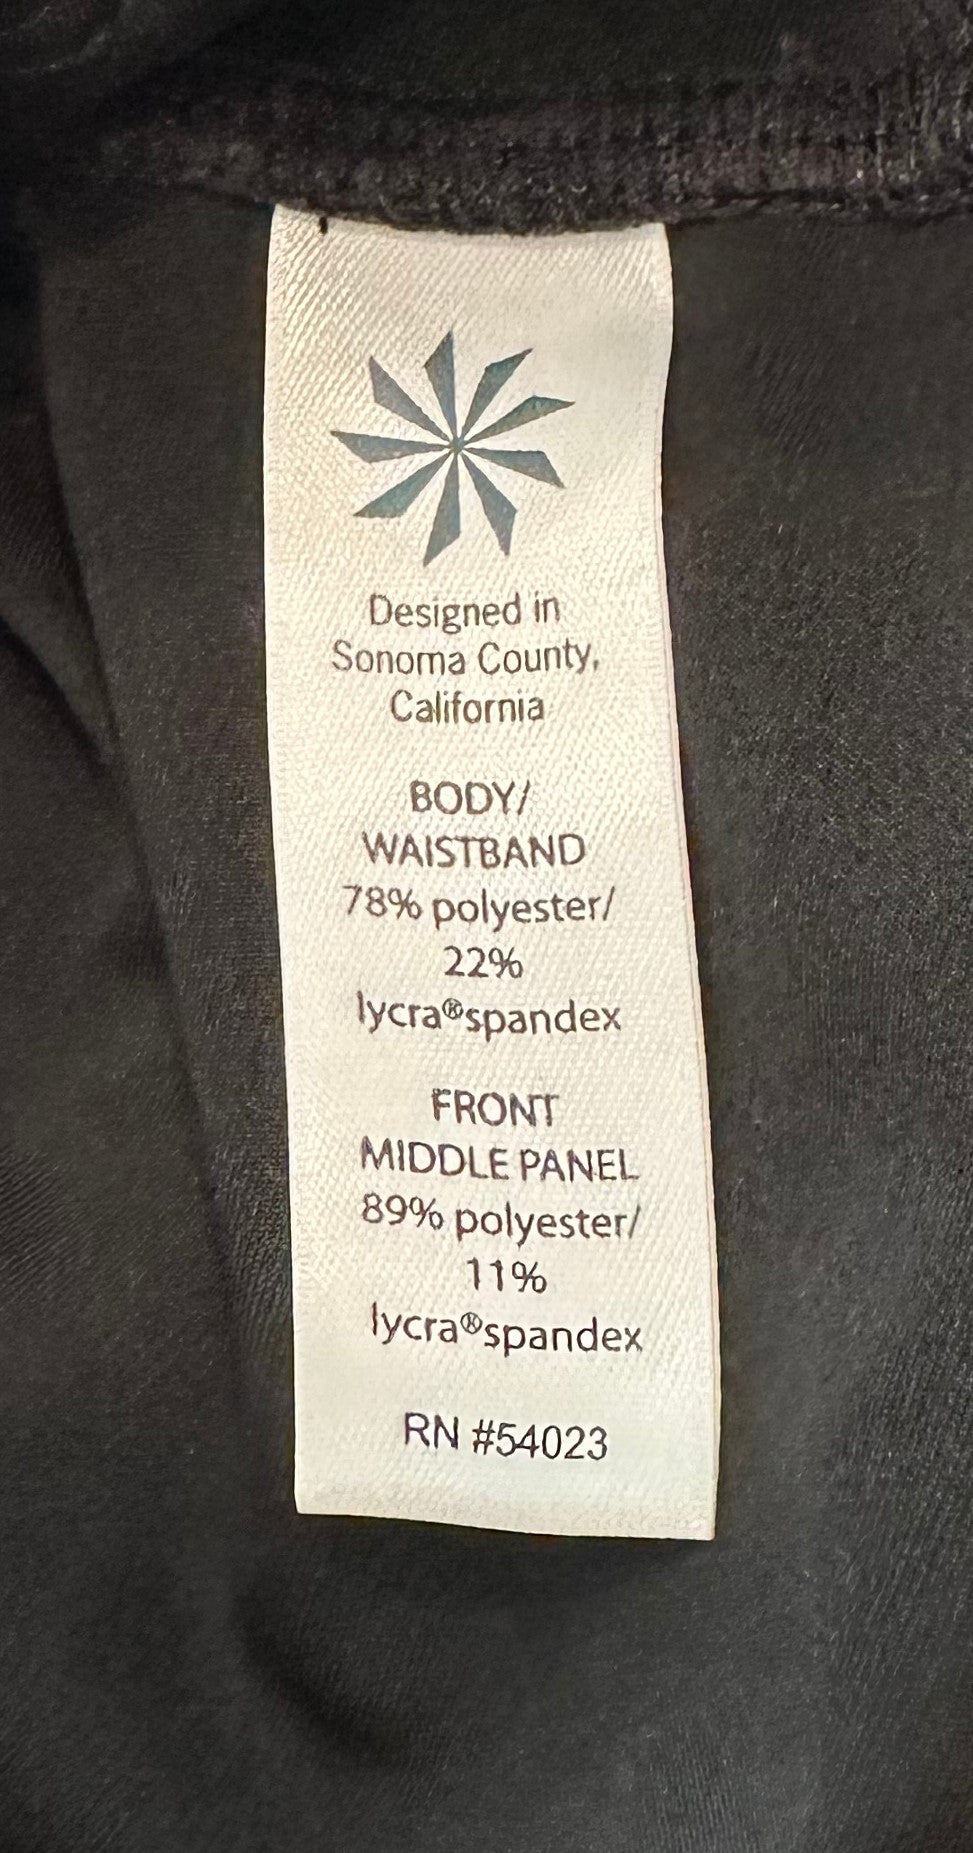 Designed in
Sonoma County,
California
BODY/
WAISTBAND
78% polyester/
22%
lycra®spandex
FRONT
MIDDLE PANEL
89% polyester/
11%
lycra®spandex
RN #54023